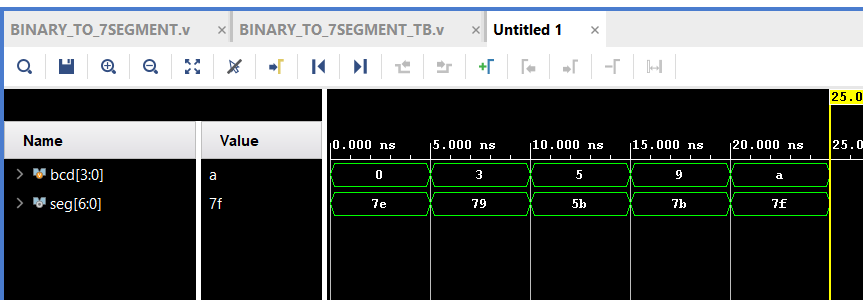 BINARY_TO_7SEGMENT.v × BINARY_TO_7SEGMENT_TB.v × Untitled 1 ×
25.0
Name Value
0.000 ns 5.000 ns 10.000 ns 15.000 ns 20.000 ns 25.0
bcd[3:0] a 0 3 5 9 a
seg[6:0] 7f 7e 79 5b 7b 7f